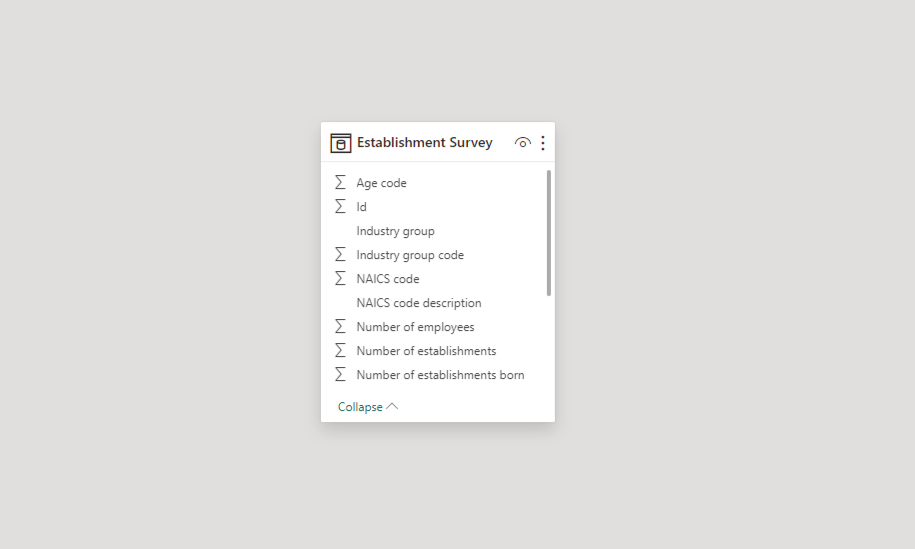 Establishment Survey
Age code
Id
Industry group
Industry group code
NAICS code
NAICS code description
Number of employees
Number of establishments
Number of establishments born
Collapse